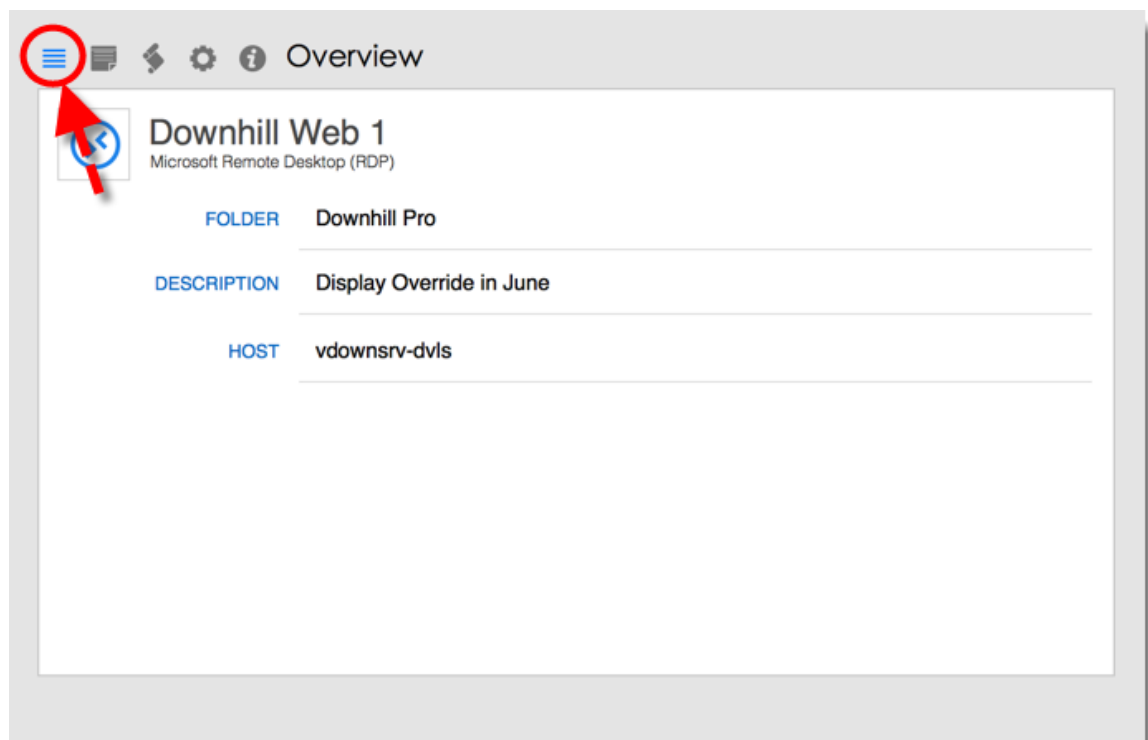 Overview
Downhill Web 1
Microsoft Remote Desktop (RDP)
FOLDER Downhill Pro
DESCRIPTION Display Override in June
HOST vdownsrv-dvls